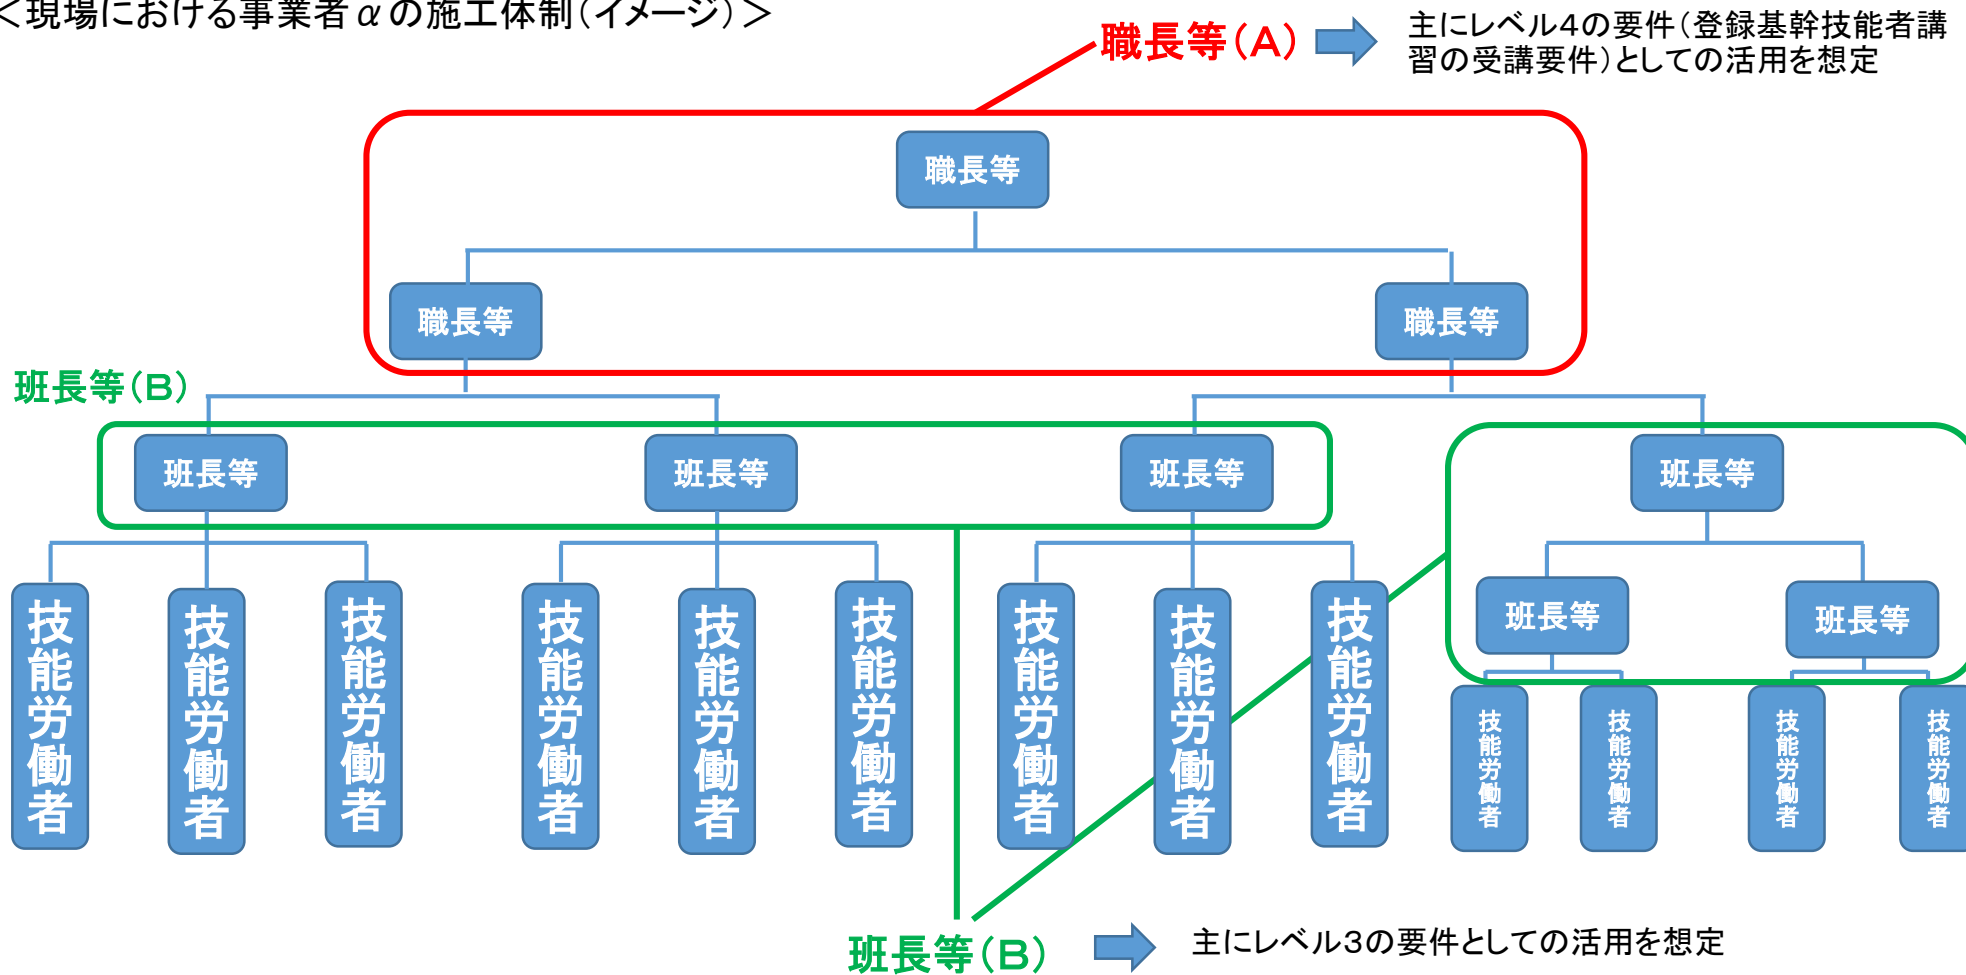 ＜現場における事業者αの施工体制（イメージ）＞
職長等（A）
主にレベル４の要件（登録基幹技能者講
習の受講要件）としての活用を想定
職長等
職長等
職長等
班長等（B）
班長等
班長等
班長等
班長等
班長等
班長等
技能労働者
技能労働者
技能労働者
技能労働者
技能労働者
技能労働者
技能労働者
技能労働者
技能労働者
技能労働者
技能労働者
技能労働者
技能労働者
班長等（B）
主にレベル３の要件としての活用を想定